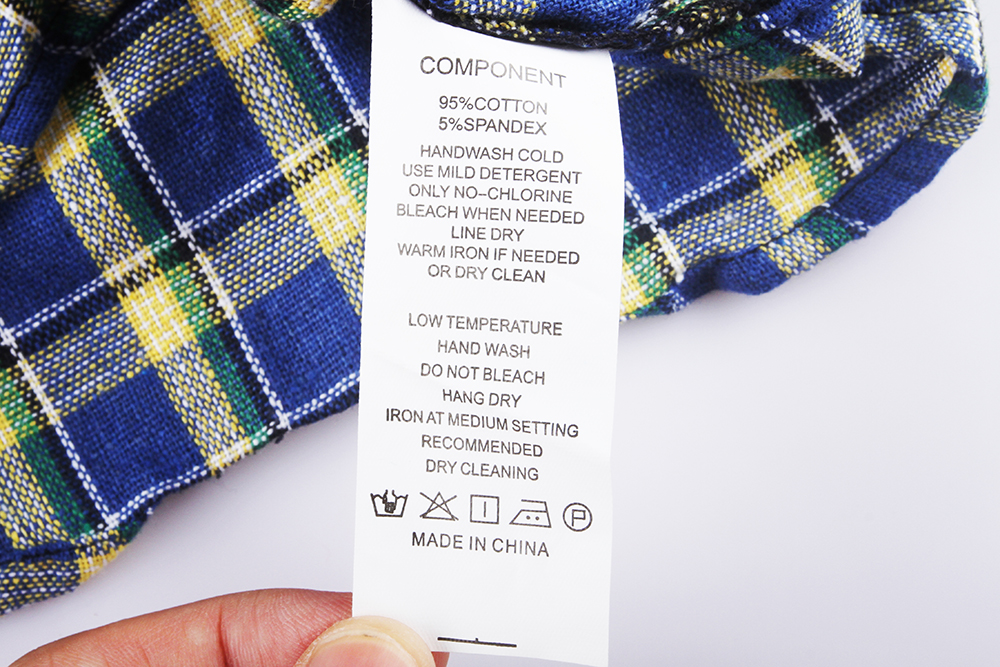 COMPONENT
95%COTTON
5%SPANDEX
HANDWASH COLD
USE MILD DETERGENT
ONLY NO-CHLORINE
BLEACH WHEN NEEDED
LINE DRY
WARM IRON IF NEEDED
OR DRY CLEAN
LOW TEMPERATURE
HAND WASH
DO NOT BLEACH
HANG DRY
IRON AT MEDIUM SETTING
RECOMMENDED
DRY CLEANING
P
MADE IN CHINA